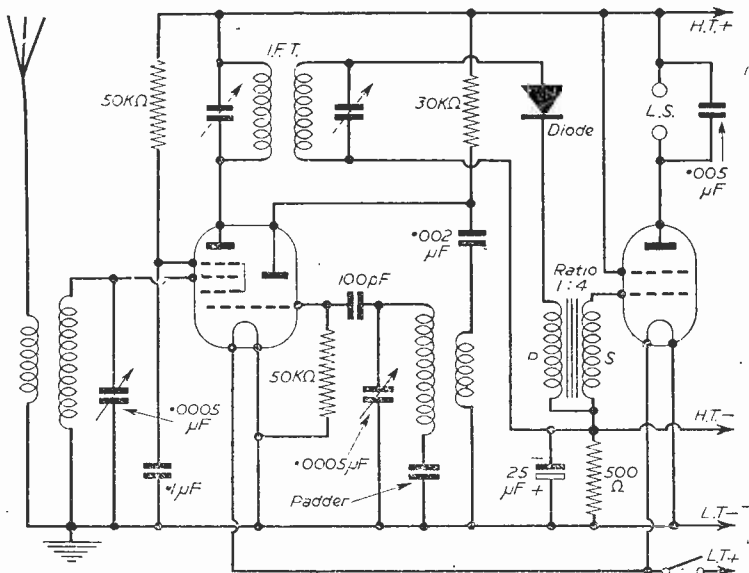 H.T.+
I.F.T.
50KΩ
30KΩ
Diode
L.S.
·005
μF
·002
μF
100pF
Ratio
1:4
P
S
50KΩ
·0005
μF
·0005μF
·1μF
Padder
25
μF
−
+
500
Ω
H.T.−
L.T.−
L.T.+